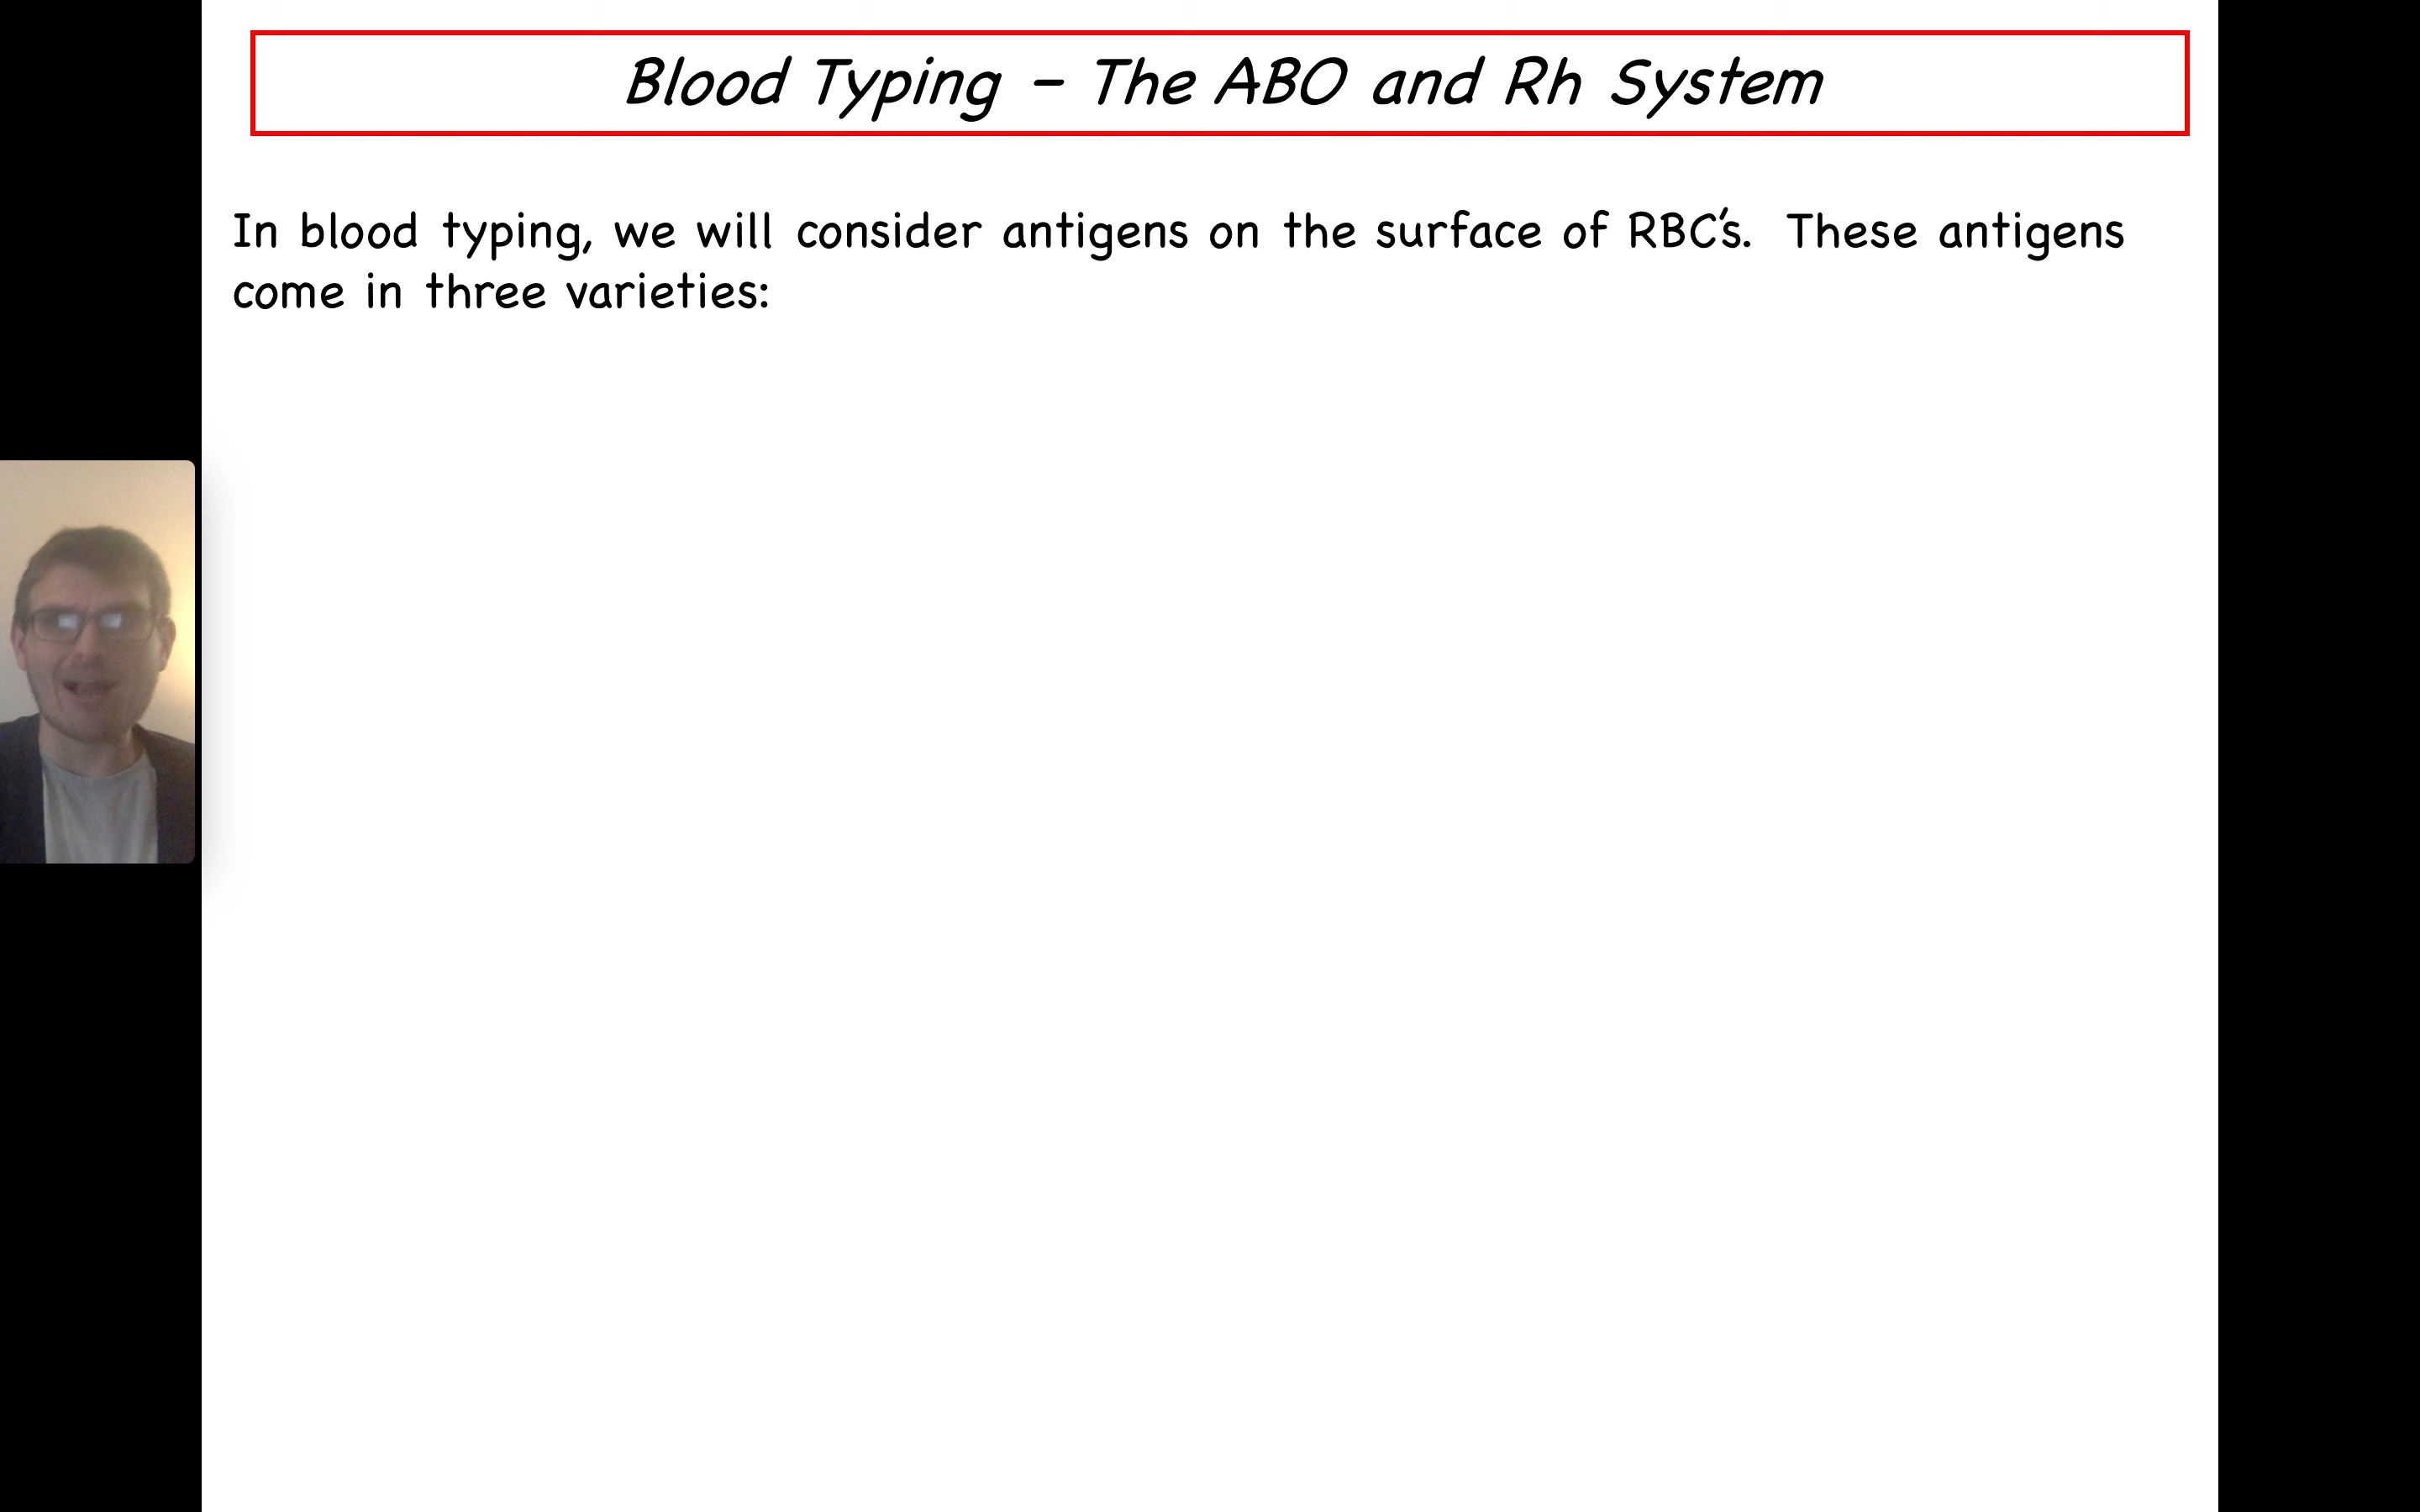 Blood Typing – The ABO and Rh System
In blood typing, we will consider antigens on the surface of RBC's. These antigens
come in three varieties: